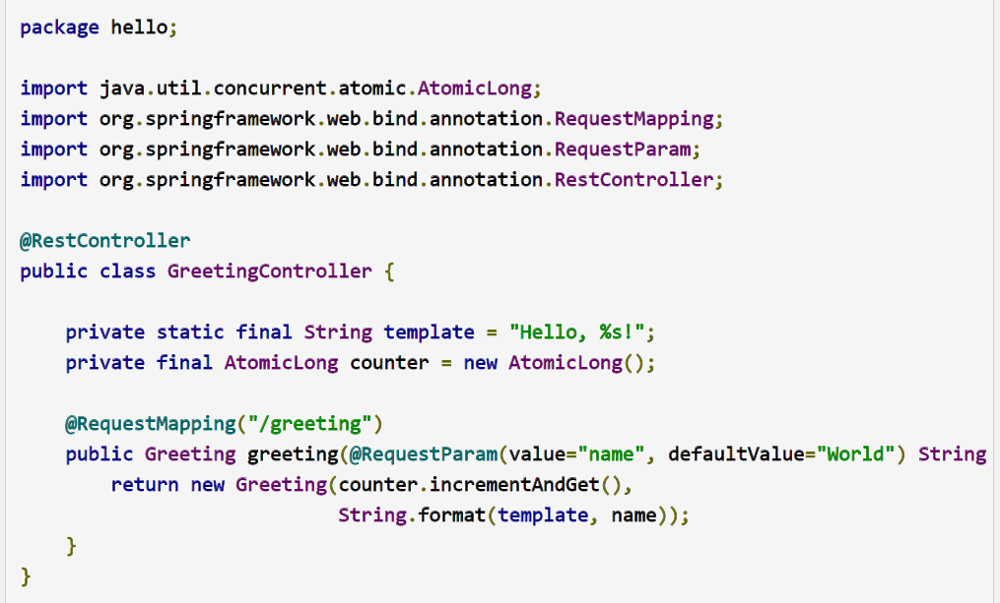 package hello;

import java.util.concurrent.atomic.AtomicLong;
import org.springframework.web.bind.annotation.RequestMapping;
import org.springframework.web.bind.annotation.RequestParam;
import org.springframework.web.bind.annotation.RestController;

@RestController
public class GreetingController {

    private static final String template = "Hello, %s!";
    private final AtomicLong counter = new AtomicLong();

    @RequestMapping("/greeting")
    public Greeting greeting(@RequestParam(value="name", defaultValue="World") String
        return new Greeting(counter.incrementAndGet(),
                            String.format(template, name));
    }
}